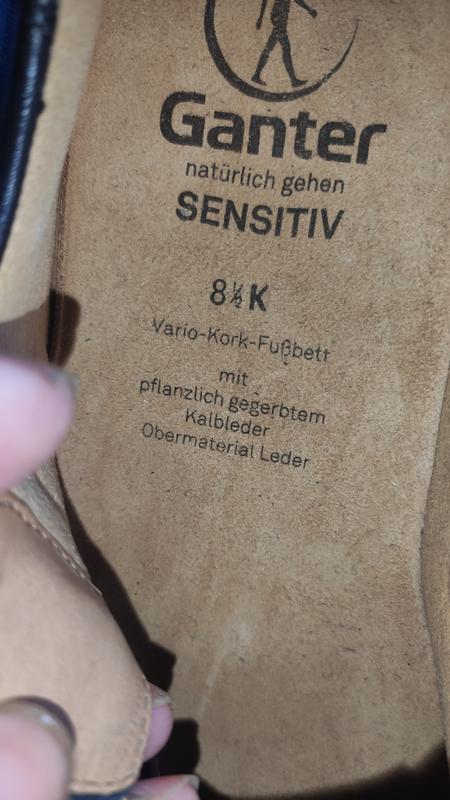 Ganter
natürlich gehen
SENSITIV
8½K
Vario-Kork-Fußbett
mit
pflanzlich gegerbtem
Kalbleder
Obermaterial Leder